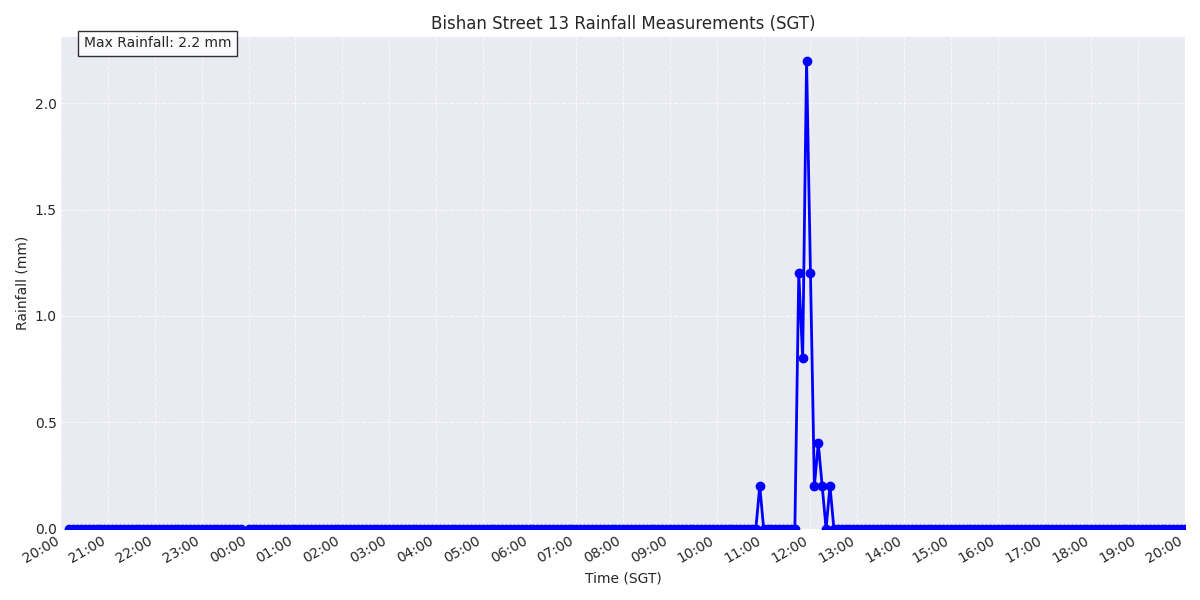 Bishan Street 13 Rainfall Measurements (SGT)
Max Rainfall: 2.2 mm
Rainfall (mm)
2.0
1.5
1.0
0.5
0.0
20:00 21:00 22:00 23:00 00:00 01:00 02:00 03:00 04:00 05:00 06:00 07:00 08:00 09:00 10:00 11:00 12:00 13:00 14:00 15:00 16:00 17:00 18:00 19:00 20:00
Time (SGT)